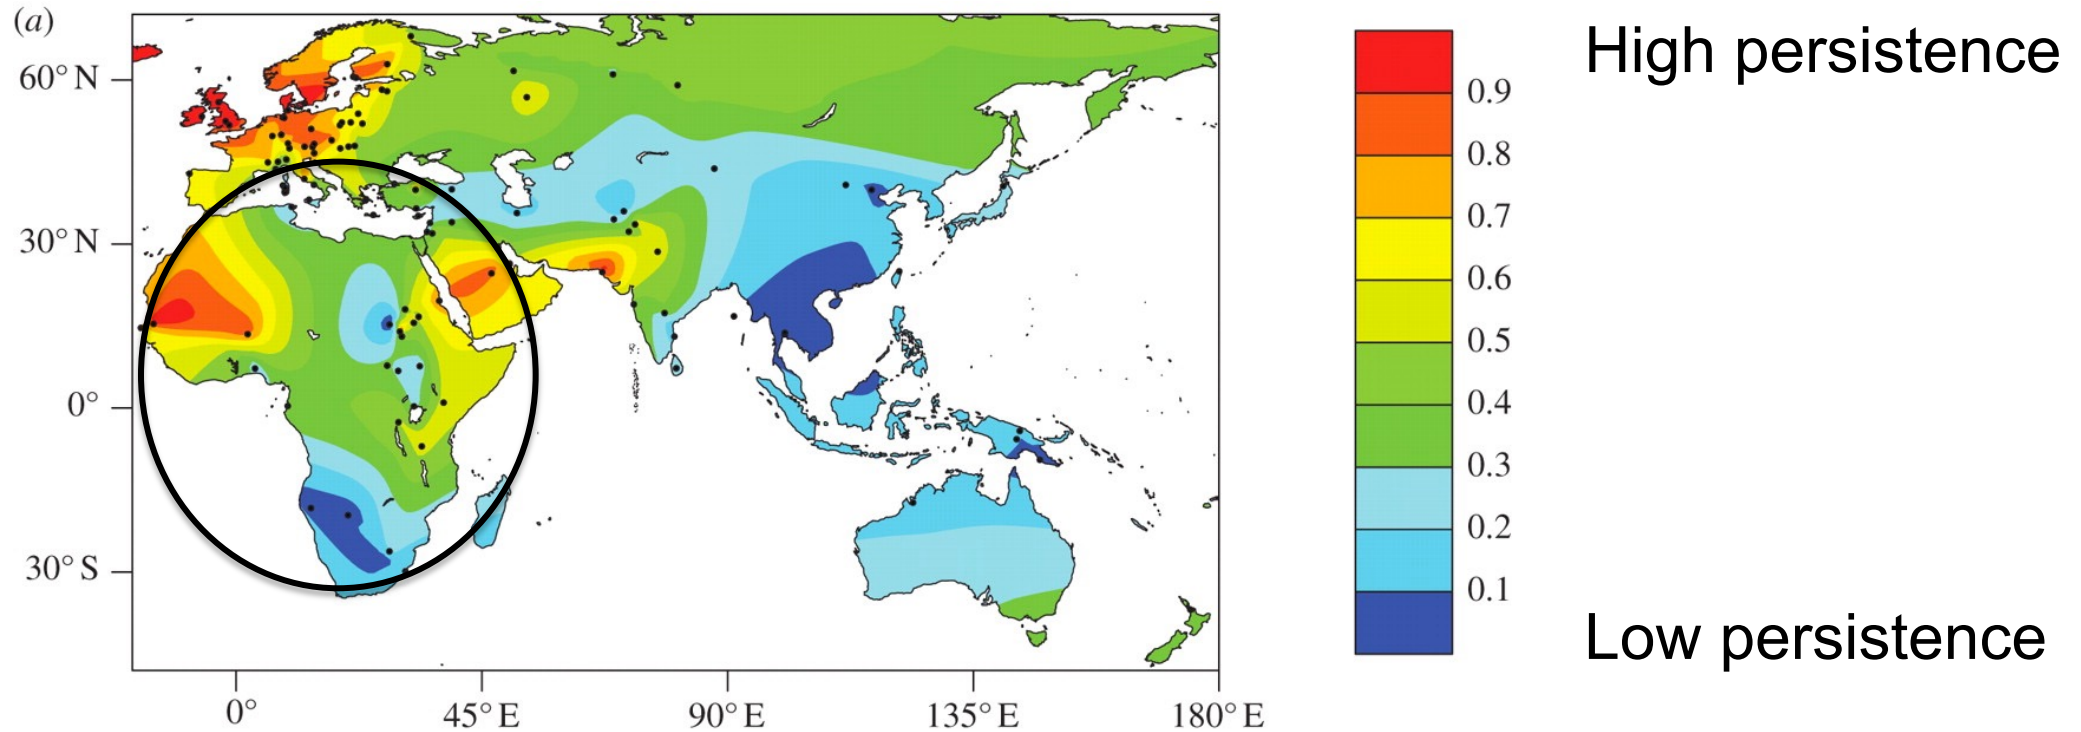 (a)
60° N
30° N
0°
30° S
0°
45° E
90° E
135° E
180° E
High persistence
0.9
0.8
0.7
0.6
0.5
0.4
0.3
0.2
0.1
Low persistence